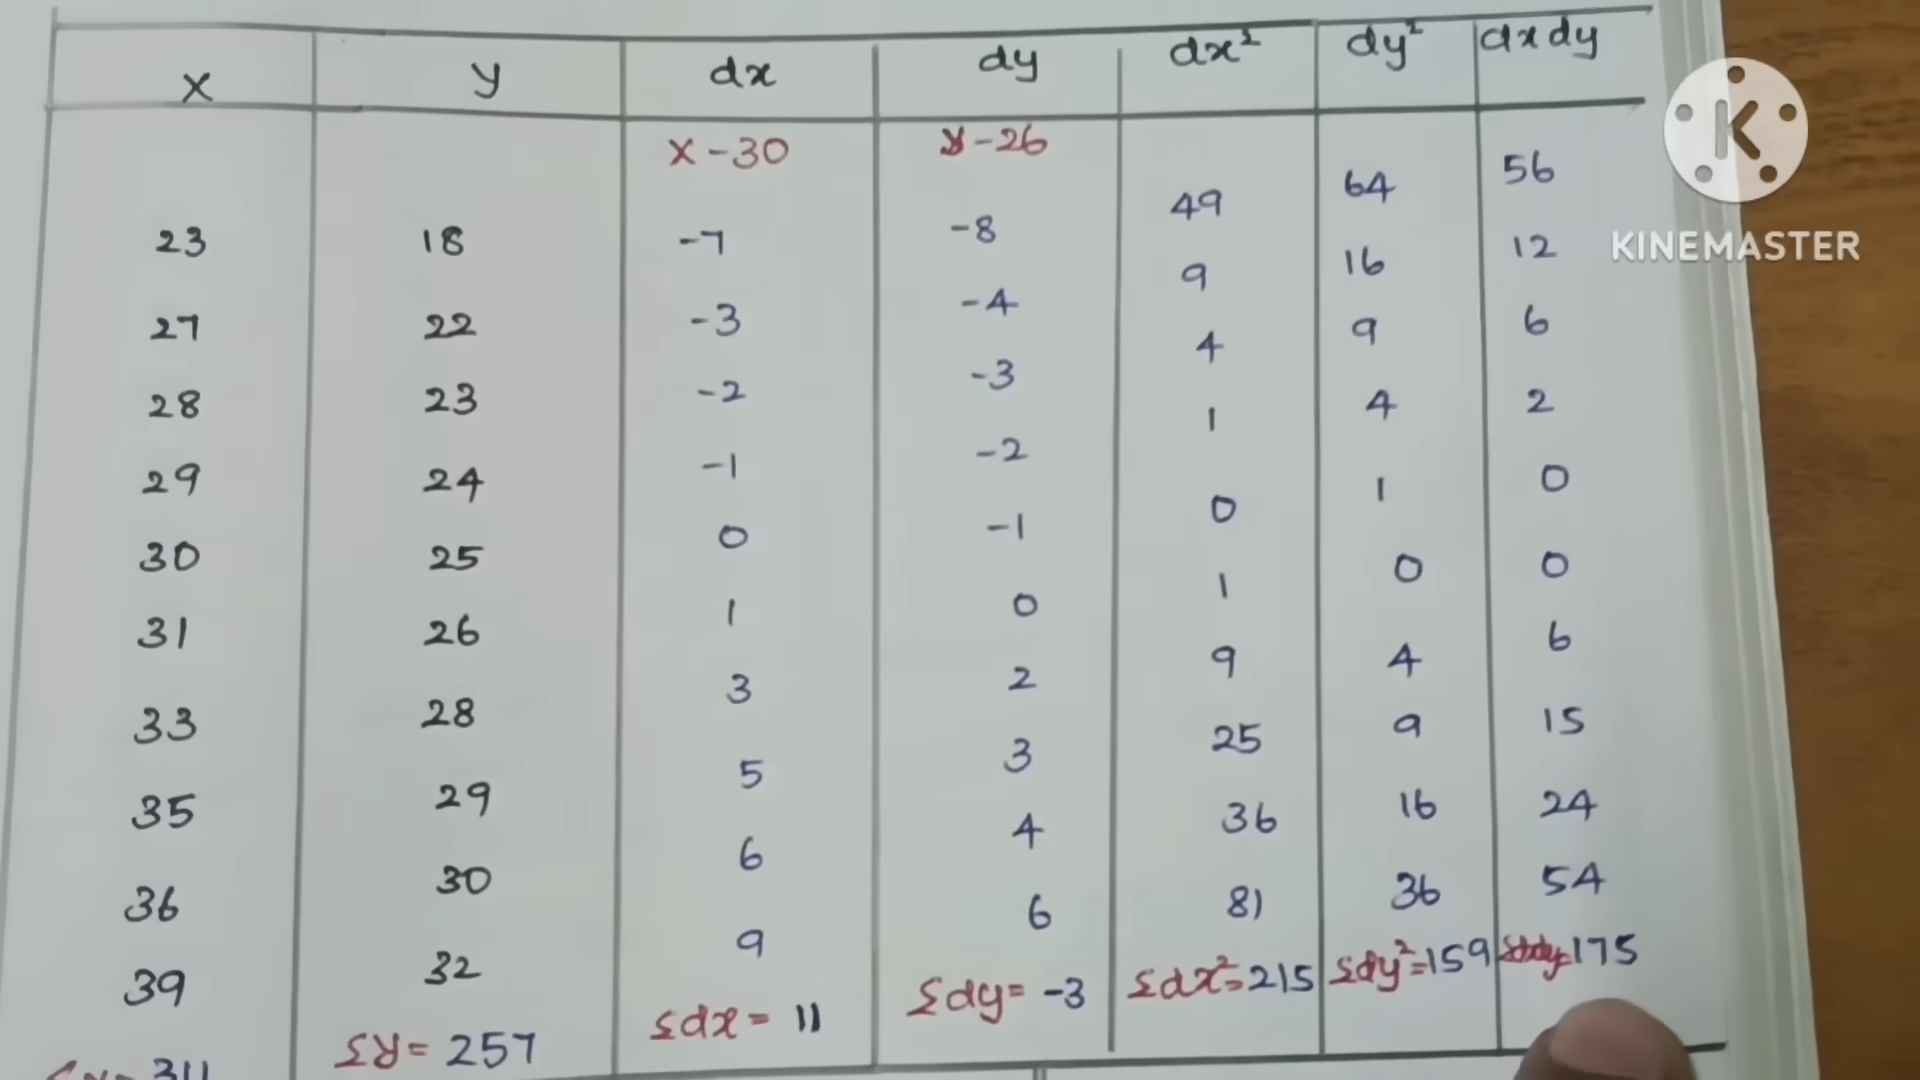 X y dx dy dx² dy² dxdy
X-30 y-26
23 18 -7 -8 49 64 56
27 22 -3 -4 9 16 12
28 23 -2 -3 4 9 6
29 24 -1 -2 1 4 2
30 25 0 -1 0 1 0
31 26 1 0 1 0 0
33 28 3 2 9 4 6
35 29 5 3 25 9 15
36 30 6 4 36 16 24
39 32 9 6 81 36 54
Σy= 257 Σdx = 11 Σdy= -3 Σdx²=215 Σdy²=159 Σdxdy=175
K
KINEMASTER